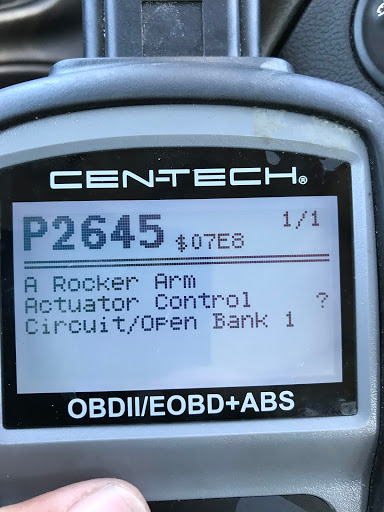 CEN-TECH®
P2645 $07E8 1/1
A Rocker Arm
Actuator Control ?
Circuit/Open Bank 1
OBDII/EOBD+ABS